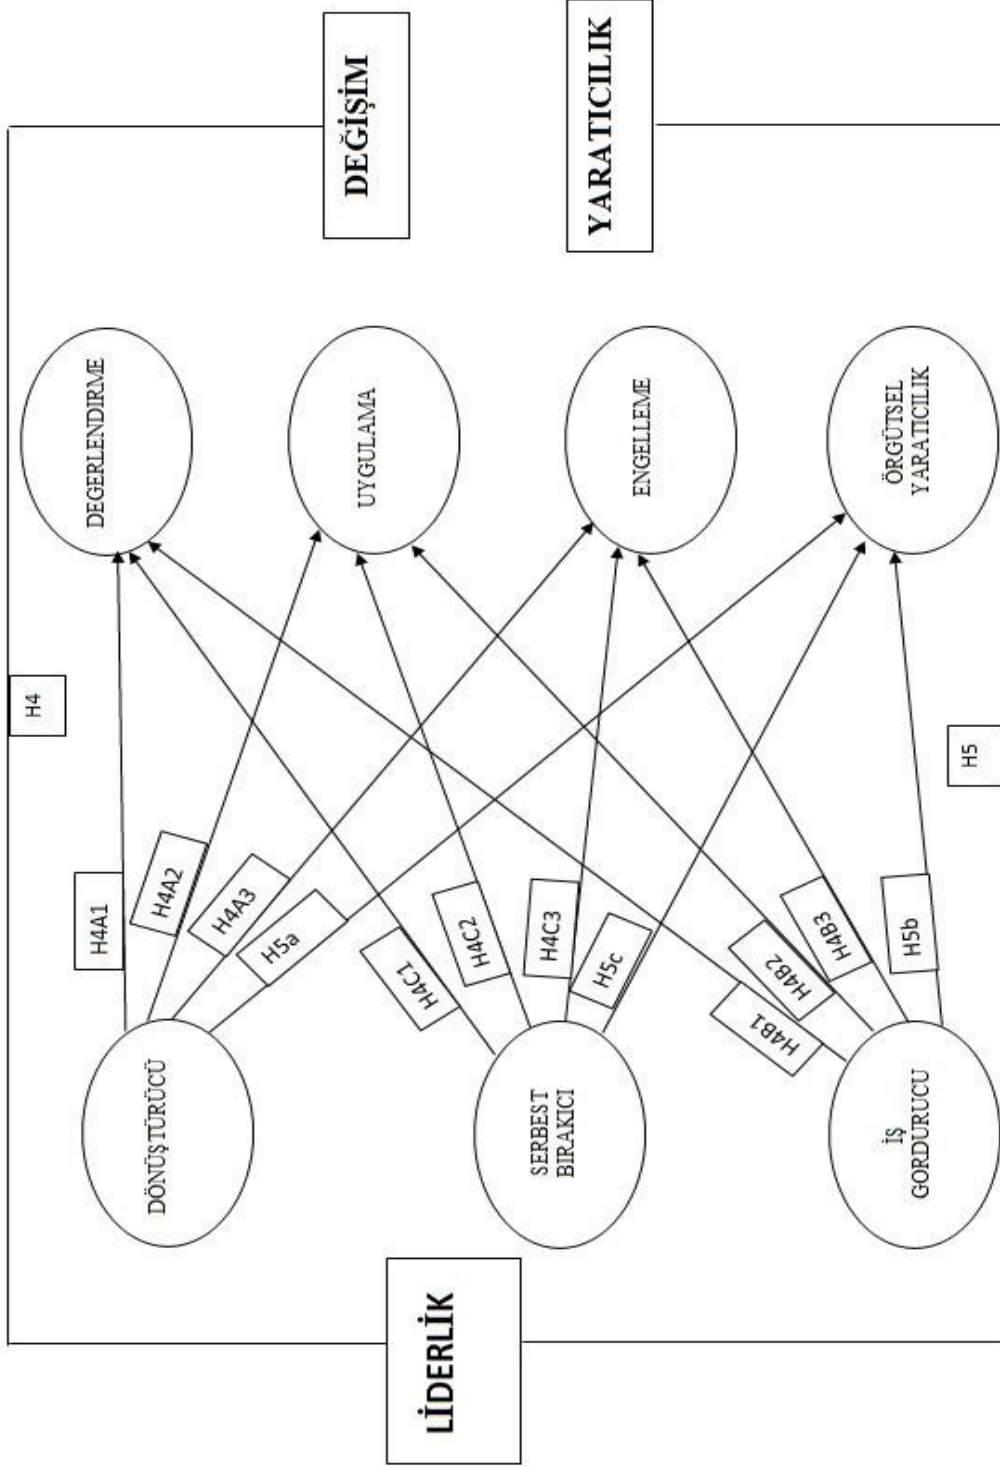 H4
LİDERLİK
DÖNÜŞTÜRÜCÜ
SERBEST
BIRAKICI
İŞ
GORDURUCU
H4A1
H4A2
H4A3
H5a
H4C1
H4C2
H4C3
H5c
H4B1
H4B2
H4B3
H5b
DEGERLENDIRME
UYGULAMA
ENGELLEME
ÖRGÜTSEL
YARATICILIK
DEĞİŞİM
YARATICILIK
H5